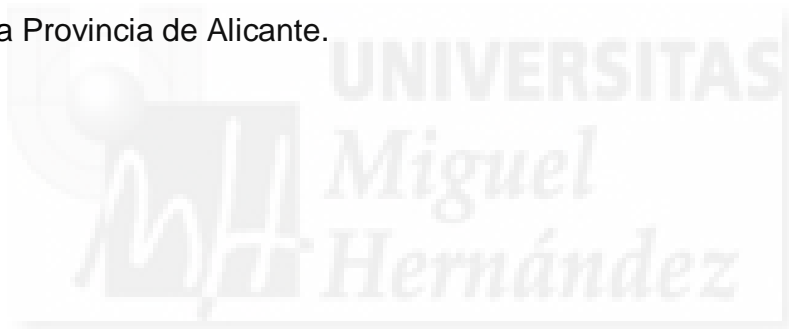 a Provincia de Alicante.
UNIVERSITAS
Miguel
Hernández